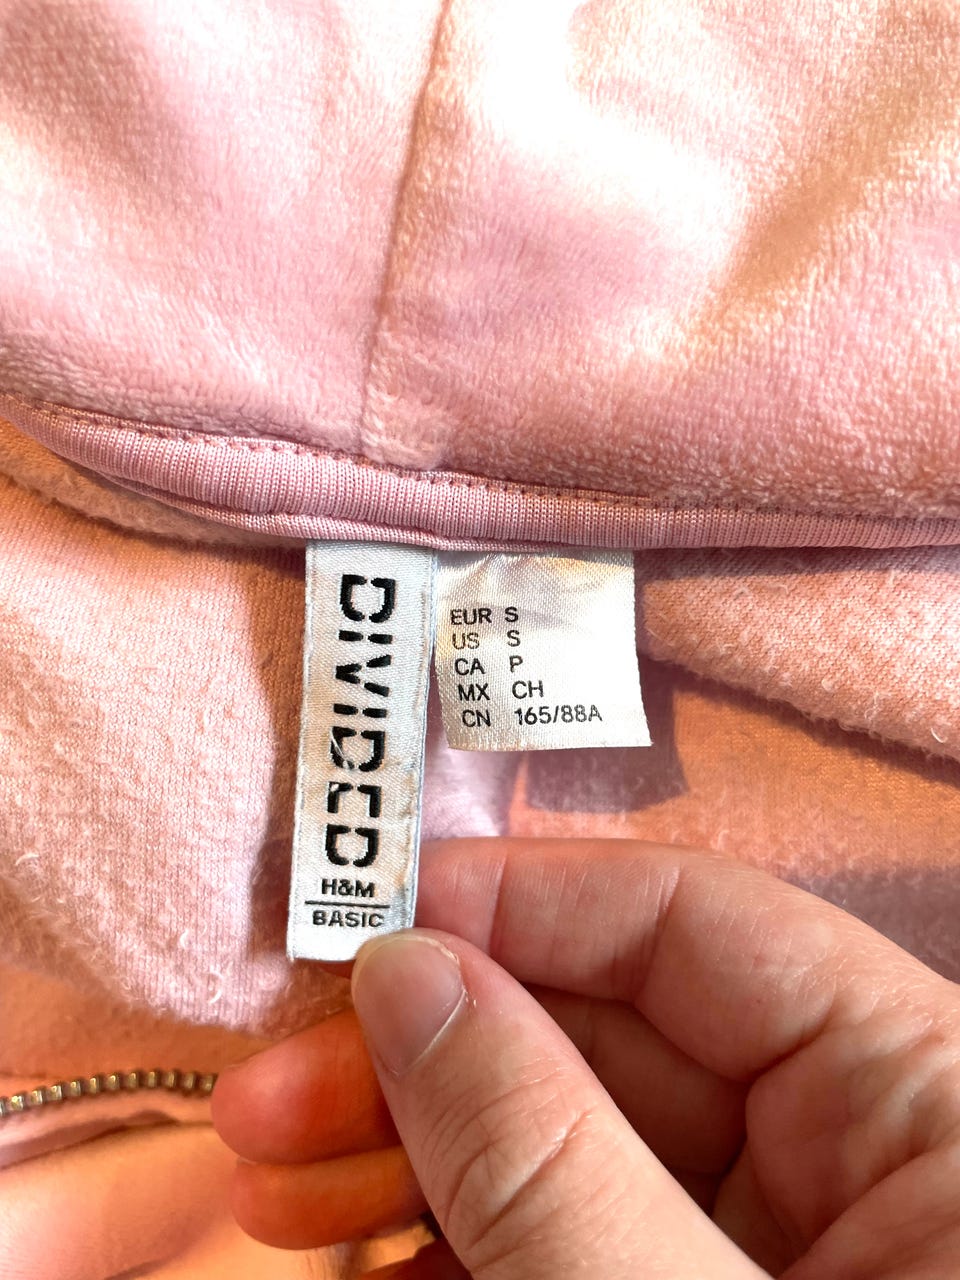 DIVIDED
H&M
BASIC
EUR S
US S
CA P
MX CH
CN 165/88A